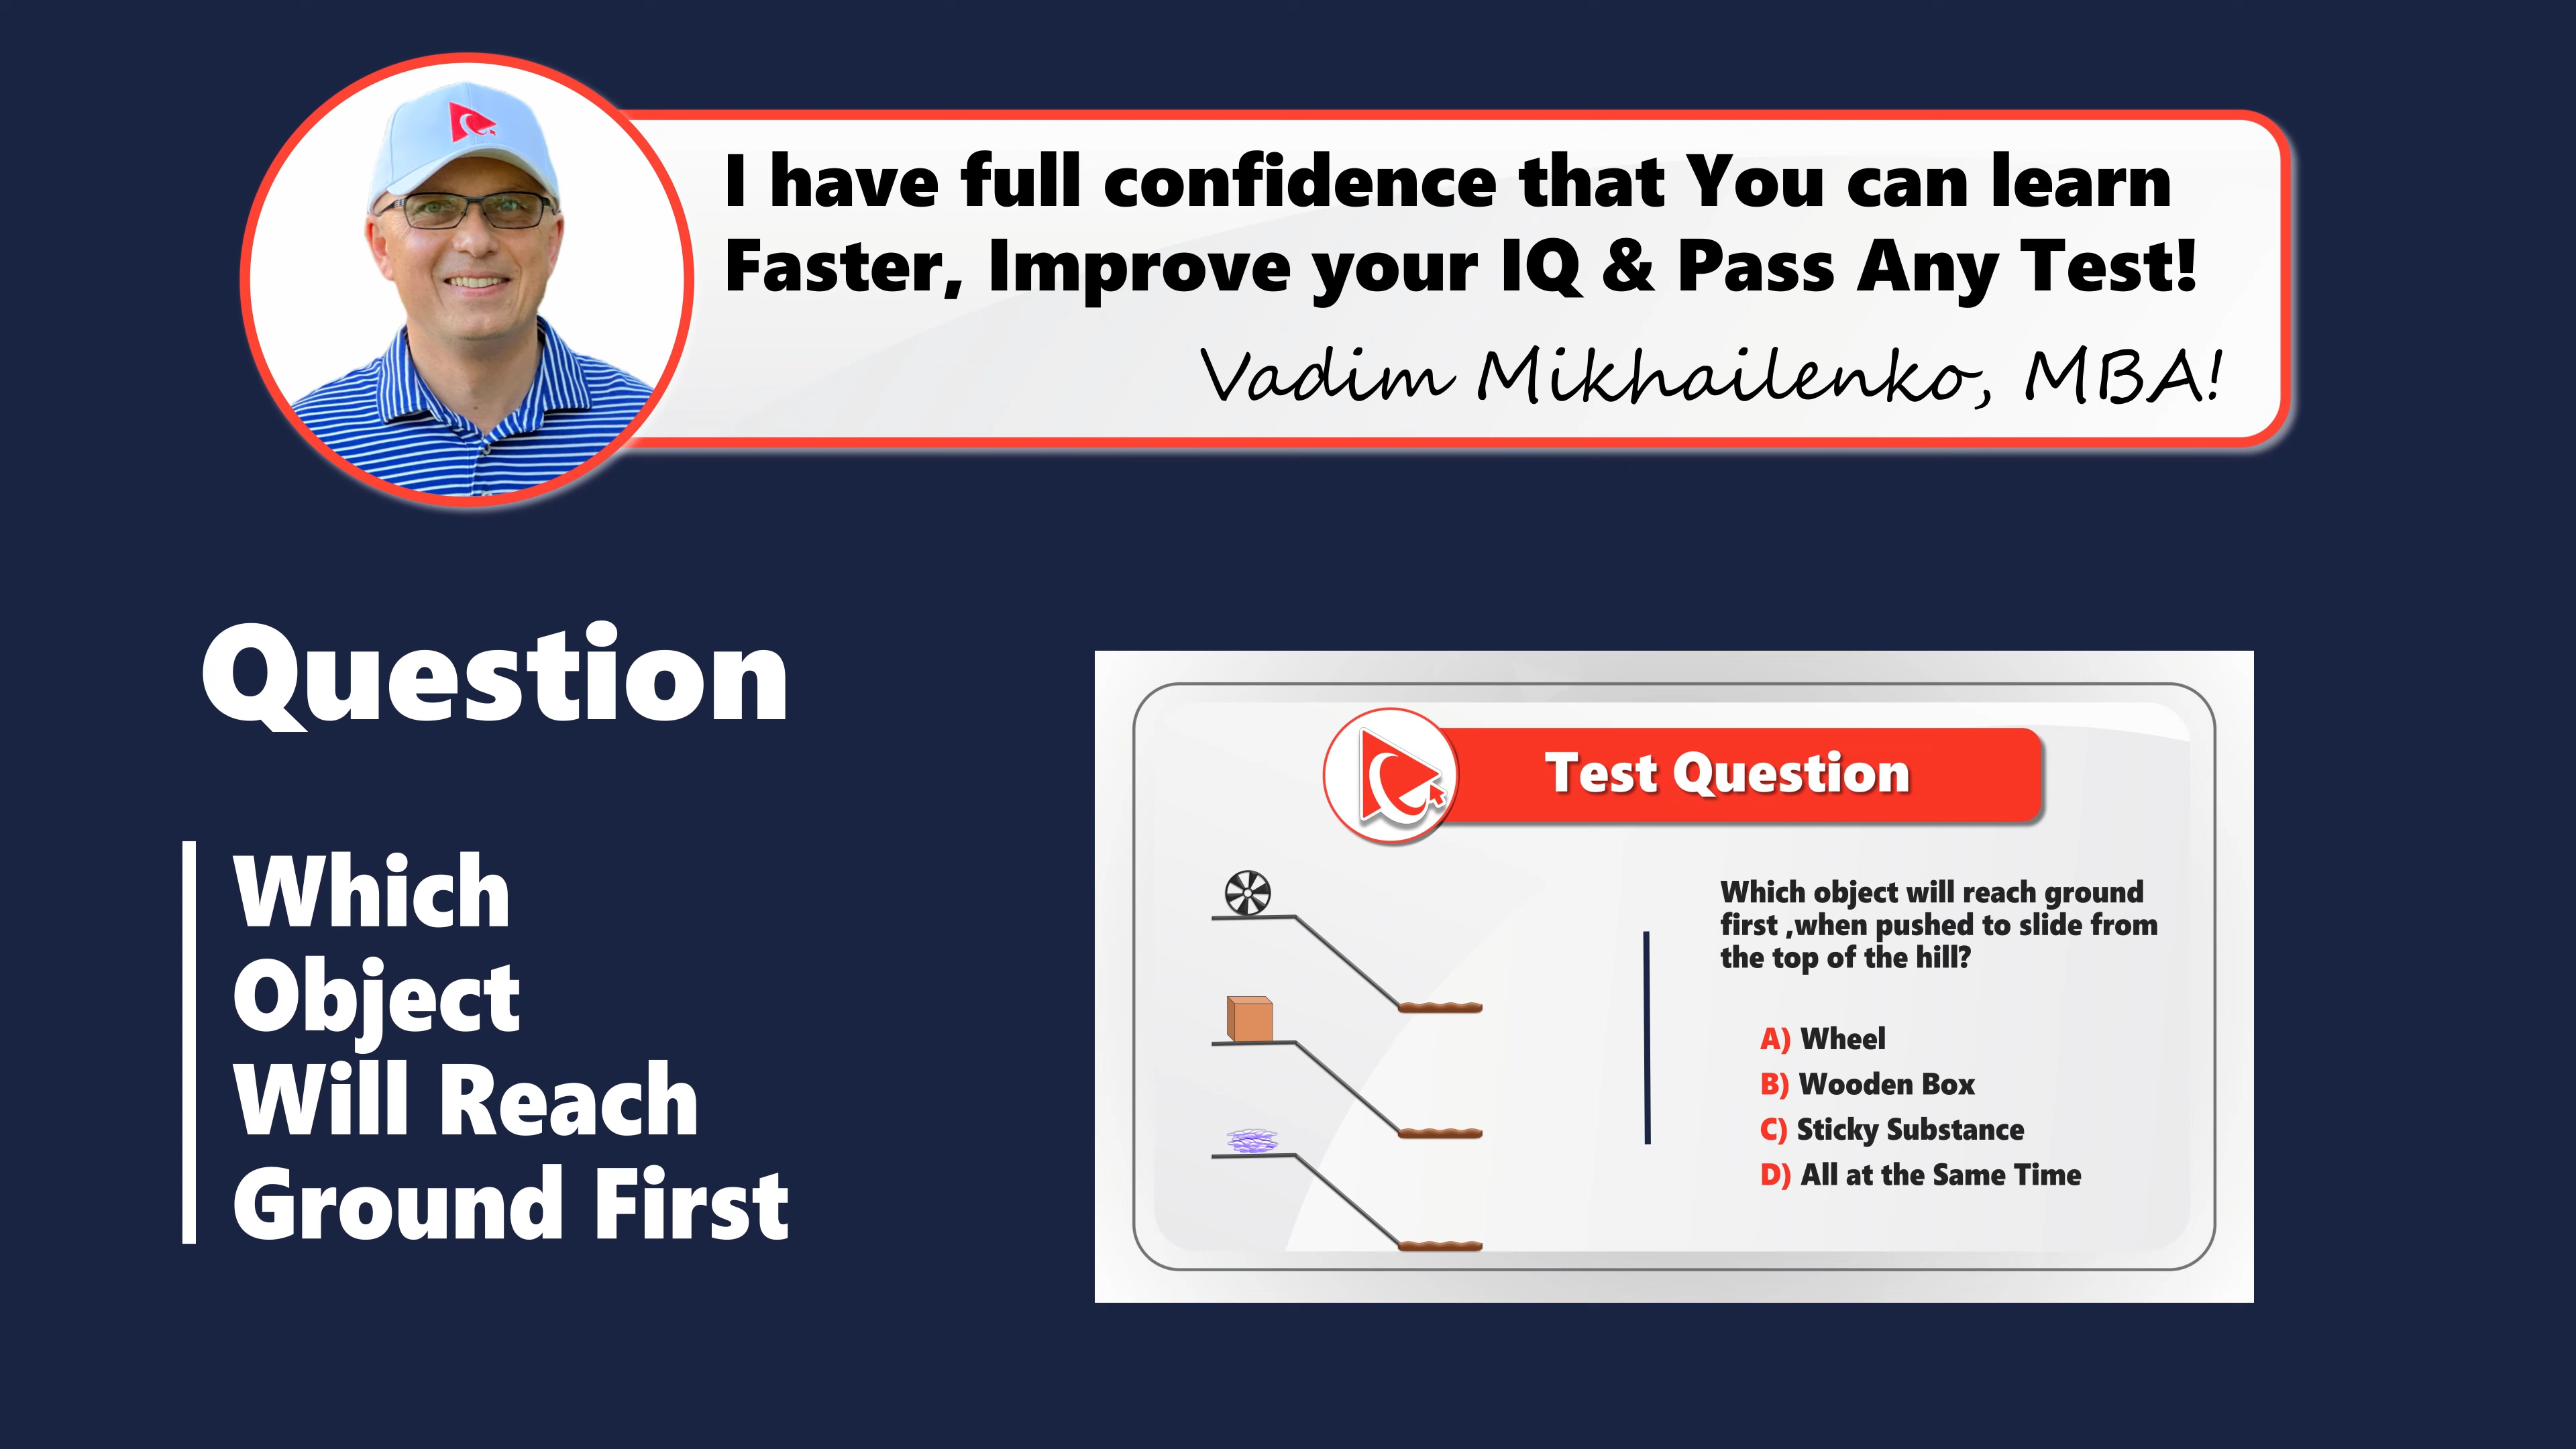 I have full confidence that You can learn
Faster, Improve your IQ & Pass Any Test!
Vadim Mikhailenko, MBA!
Question
Which
Object
Will Reach
Ground First
Test Question
Which object will reach ground
first ,when pushed to slide from
the top of the hill?
A) Wheel
B) Wooden Box
C) Sticky Substance
D) All at the Same Time